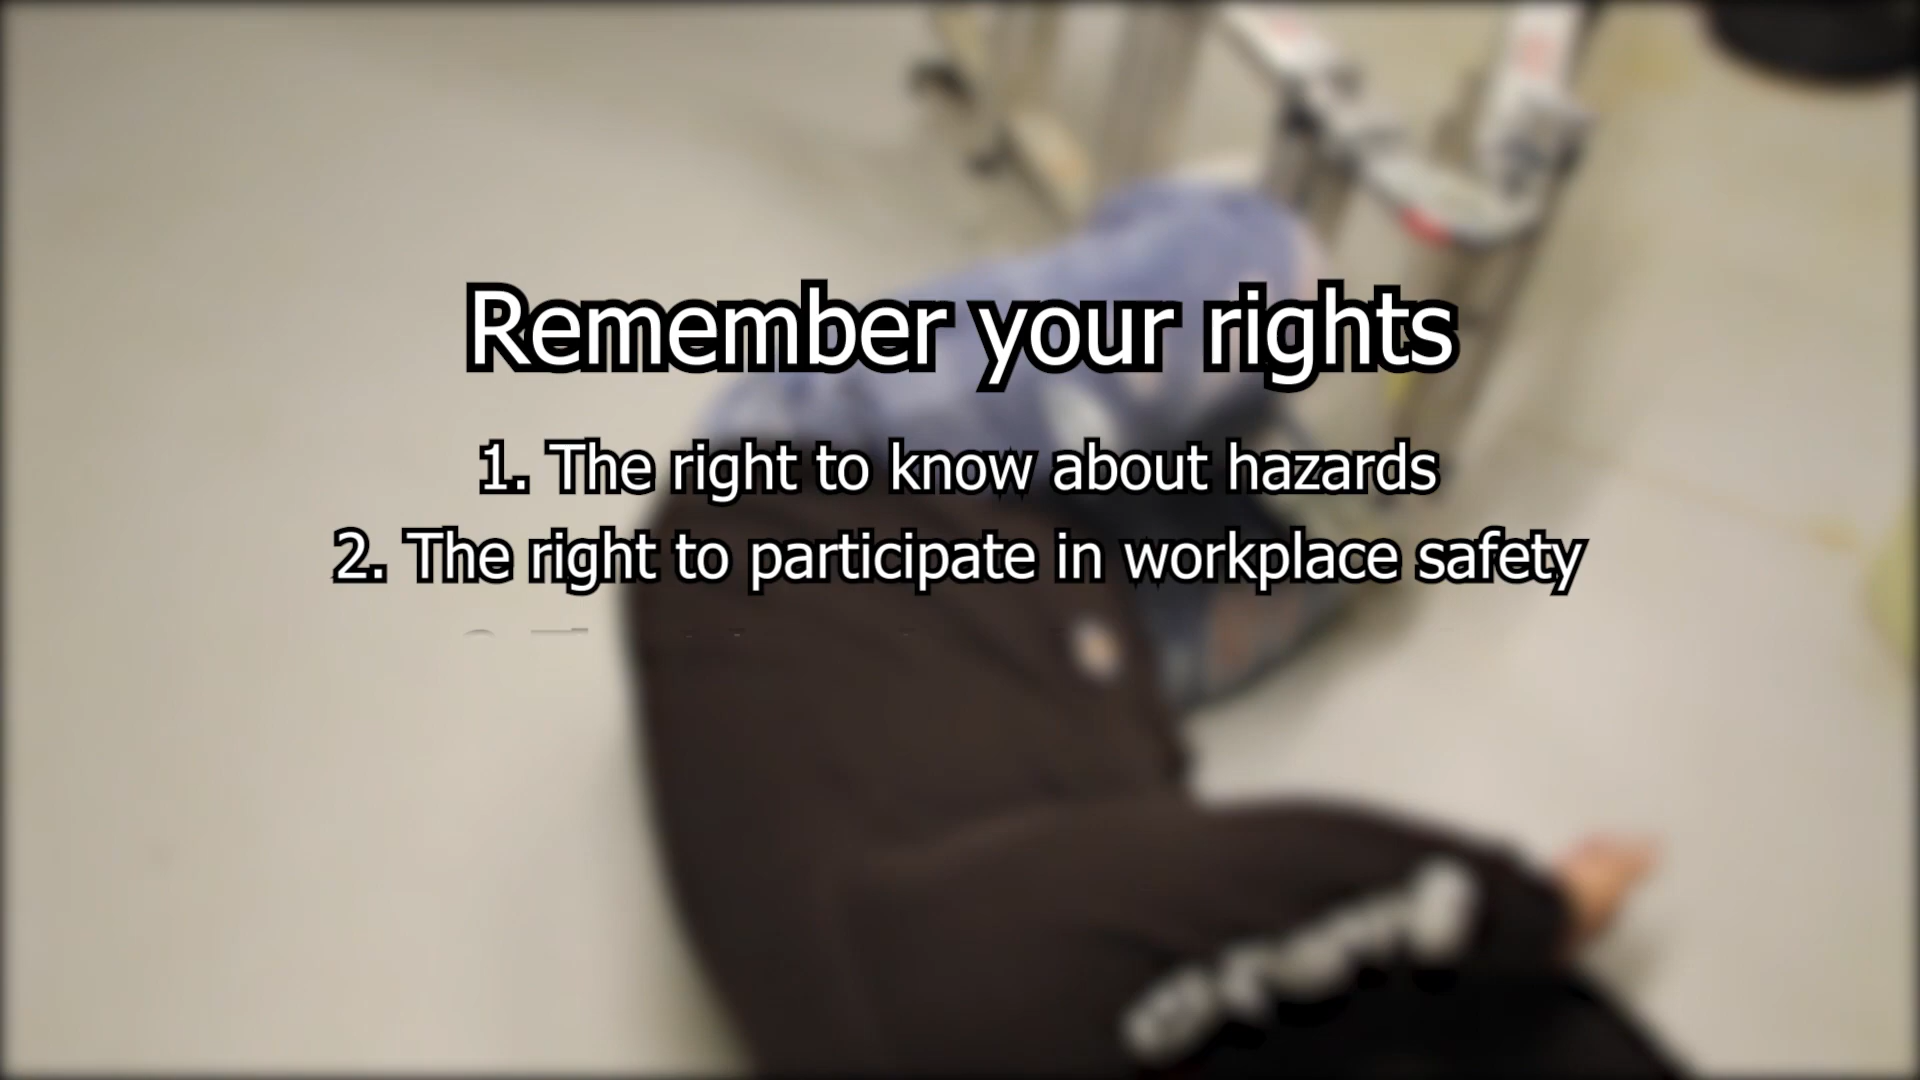 Remember your rights
1. The right to know about hazards
2. The right to participate in workplace safety